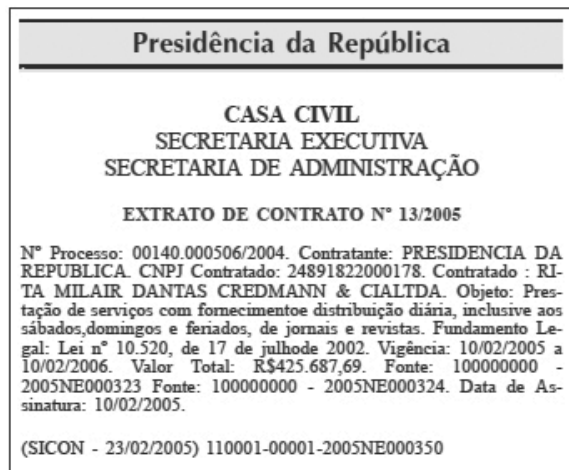 Presidência da República
CASA CIVIL
SECRETARIA EXECUTIVA
SECRETARIA DE ADMINISTRAÇÃO
EXTRATO DE CONTRATO Nº 13/2005
Nº Processo: 00140.000506/2004. Contratante: PRESIDENCIA DA
REPUBLICA. CNPJ Contratado: 24891822000178. Contratado : RI-
TA MILAIR DANTAS CREDMANN & CIALTDA. Objeto: Pres-
tação de serviços com fornecimentoe distribuição diária, inclusive aos
sábados,domingos e feriados, de jornais e revistas. Fundamento Le-
gal: Lei nº 10.520, de 17 de julhode 2002. Vigência: 10/02/2005 a
10/02/2006. Valor Total: R$425.687,69. Fonte: 100000000 -
2005NE000323 Fonte: 100000000 - 2005NE000324. Data de As-
sinatura: 10/02/2005.
(SICON - 23/02/2005) 110001-00001-2005NE000350